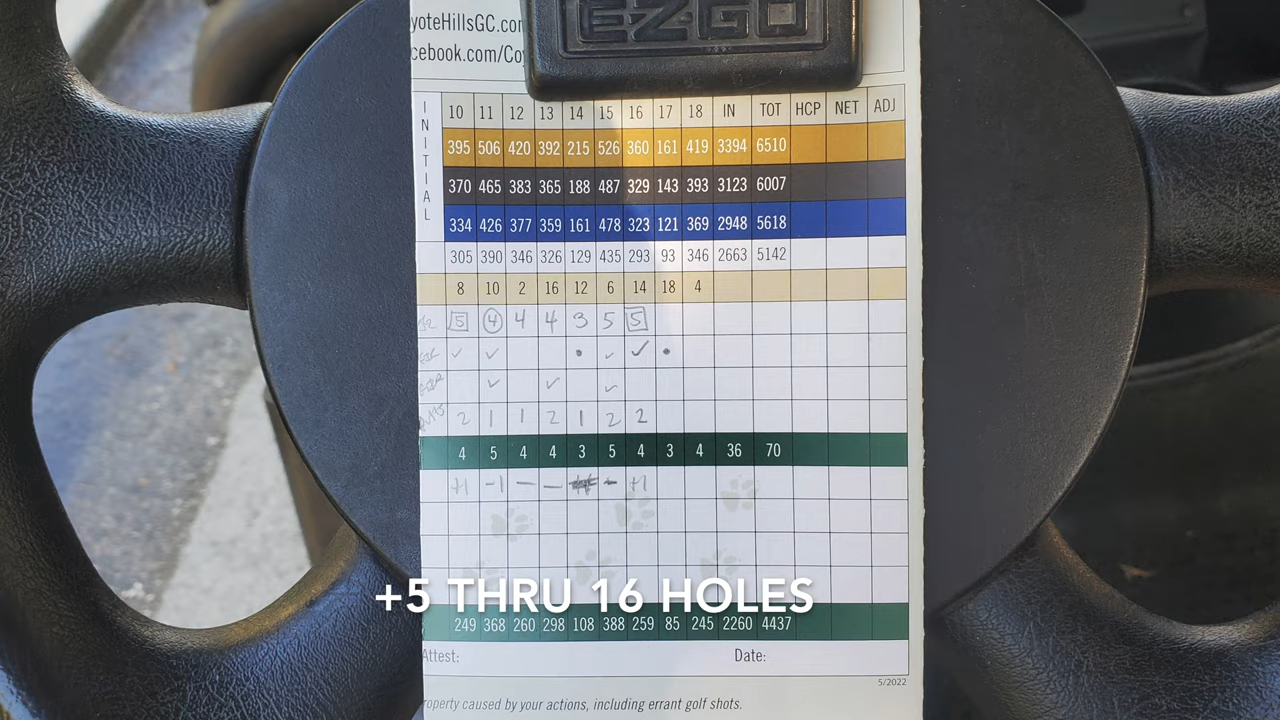 EZGO
yoteHillsGC.com
cebook.com/Coy
INITIAL 10 11 12 13 14 15 16 17 18 IN TOT HCP NET ADJ
395 506 420 392 215 526 360 161 419 3394 6510
370 465 383 365 188 487 329 143 393 3123 6007
334 426 377 359 161 478 323 121 369 2948 5618
305 390 346 326 129 435 293 93 346 2663 5142
8 10 2 16 12 6 14 18 4
5 4 4 4 3 5 5
2 1 1 2 1 2 2
4 5 4 4 3 5 4 3 4 36 70
+1 -1 - - - +1
+5 THRU 16 HOLES
249 368 260 298 108 388 259 85 245 2260 4437
Attest: Date:
5/2022
roperty caused by your actions, including errant golf shots.